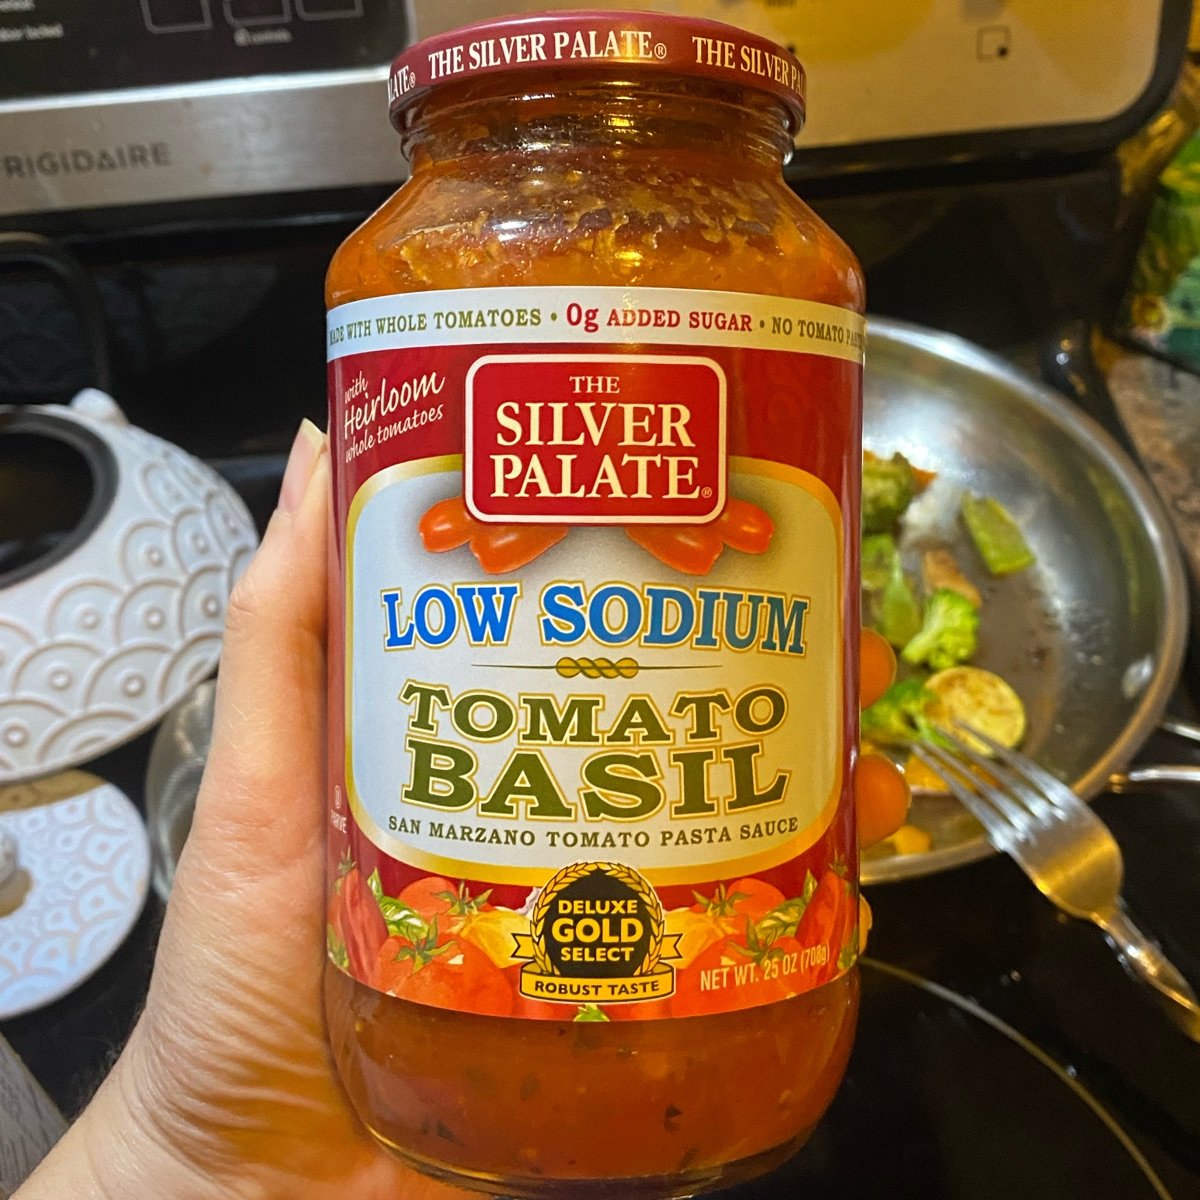 THE SILVER PALATE® THE SILVER
FRIGIDAIRE
MADE WITH WHOLE TOMATOES • 0g ADDED SUGAR • NO TOMATO
with
Heirloom
whole tomatoes
THE
SILVER
PALATE®
LOW SODIUM
TOMATO
BASIL
SAN MARZANO TOMATO PASTA SAUCE
DELUXE
GOLD
SELECT
ROBUST TASTE
NET WT. 25 OZ (708g)